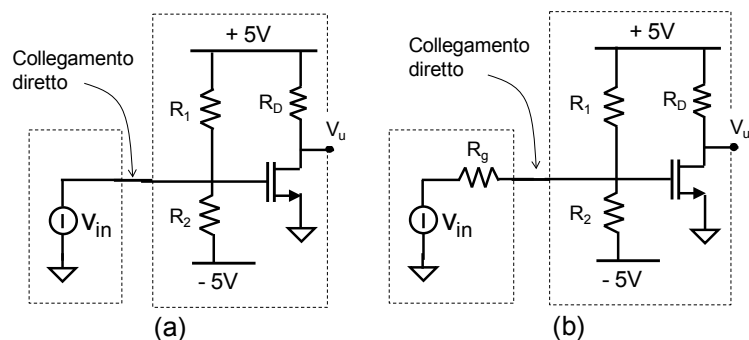 Collegamento
diretto
+ 5V
R1
RD
Vu
Vin
R2
- 5V
(a)
Collegamento
diretto
+ 5V
R1
RD
Vu
Rg
Vin
R2
- 5V
(b)